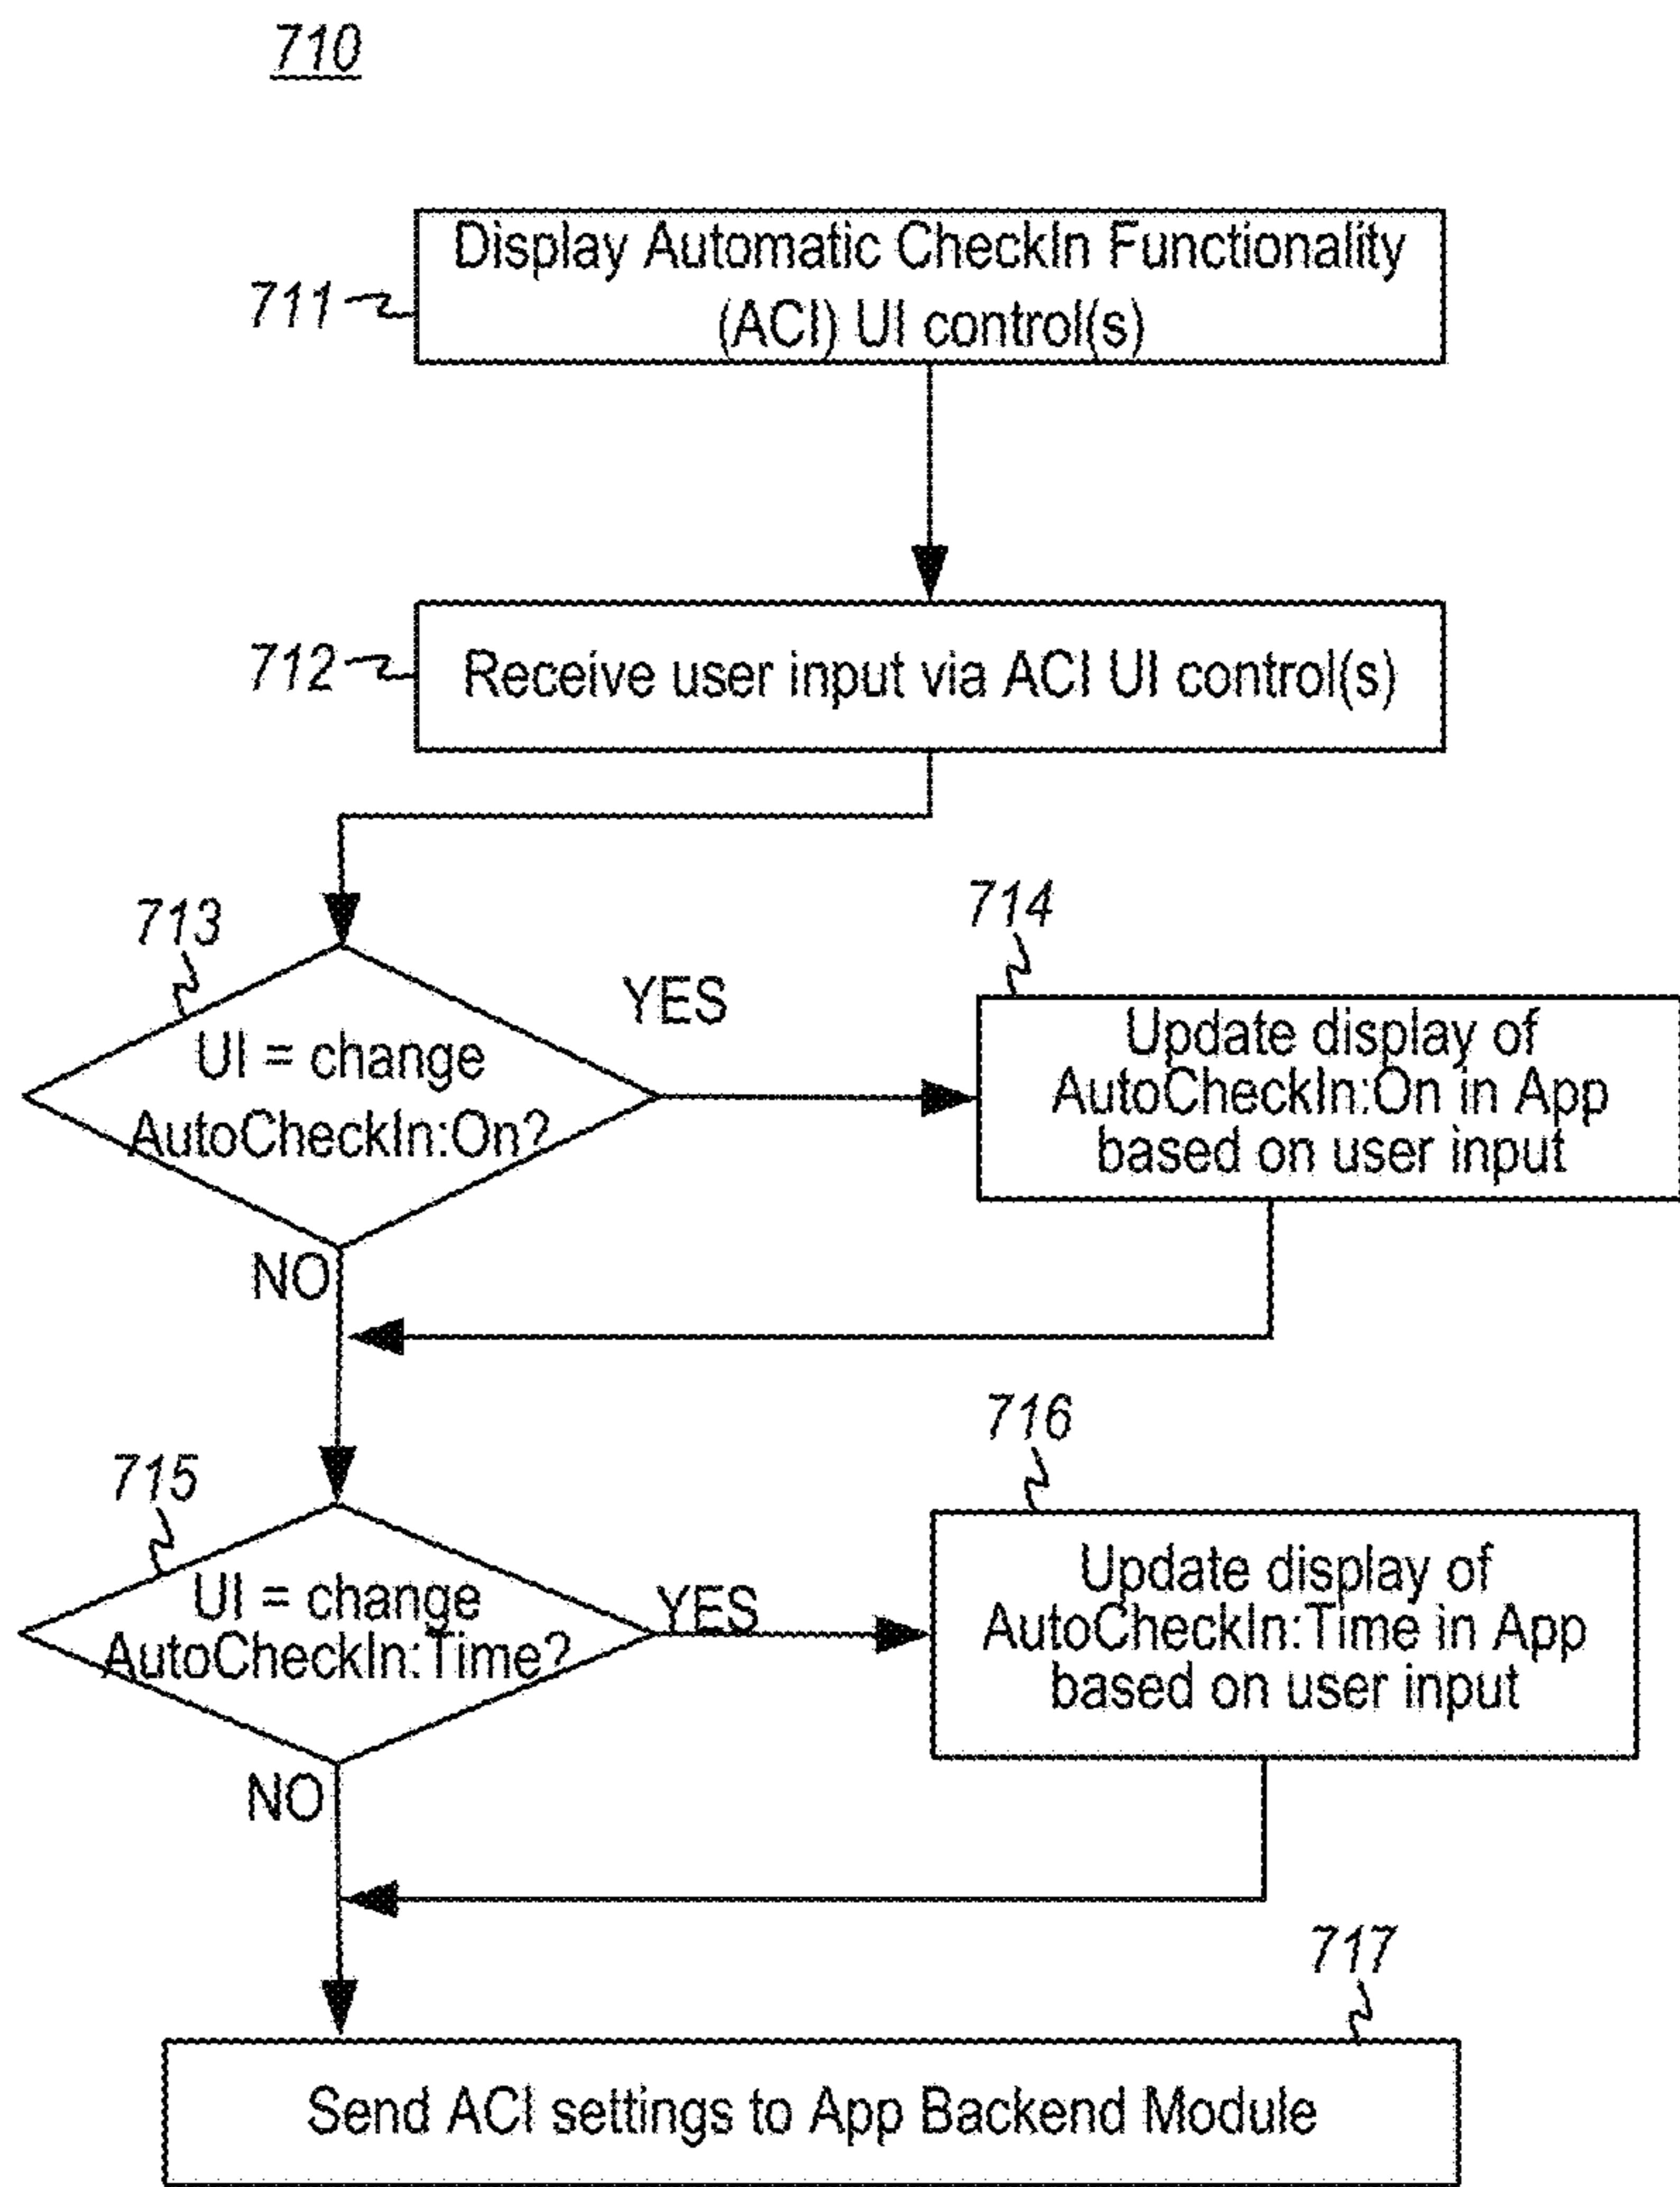 710
Display Automatic CheckIn Functionality
(ACI) UI control(s)
711
712
Receive user input via ACI UI control(s)
713
UI = change
AutoCheckIn:On?
YES
714
Update display of
AutoCheckIn:On in App
based on user input
NO
715
UI = change
AutoCheckIn:Time?
YES
716
Update display of
AutoCheckIn:Time in App
based on user input
NO
717
Send ACI settings to App Backend Module